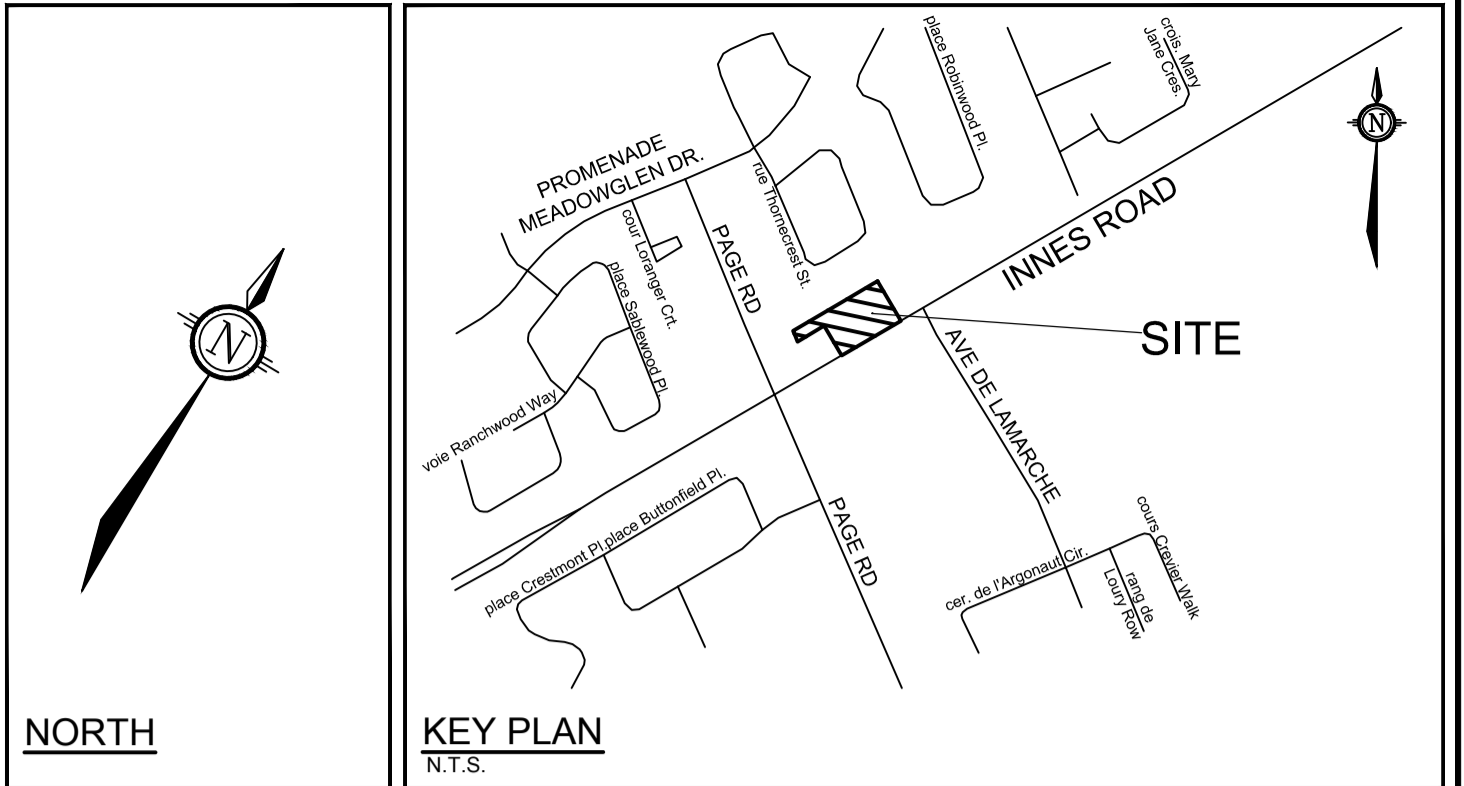 N
NORTH
PROMENADE
MEADOWGLEN DR.
cour Loranger Crt.
place Sablewood Pl.
voie Ranchwood Way
PAGE RD
rue Thornecrest St.
place Robinwood Pl.
crois. Mary
Jane Cres.
N
INNES ROAD
SITE
AVE DE LAMARCHE
place Crestmont Pl.
place Buttonfield Pl.
PAGE RD
cer. de l'Argonaut Cir.
rang de
Loury Row
cours Crevier Walk
KEY PLAN
N.T.S.